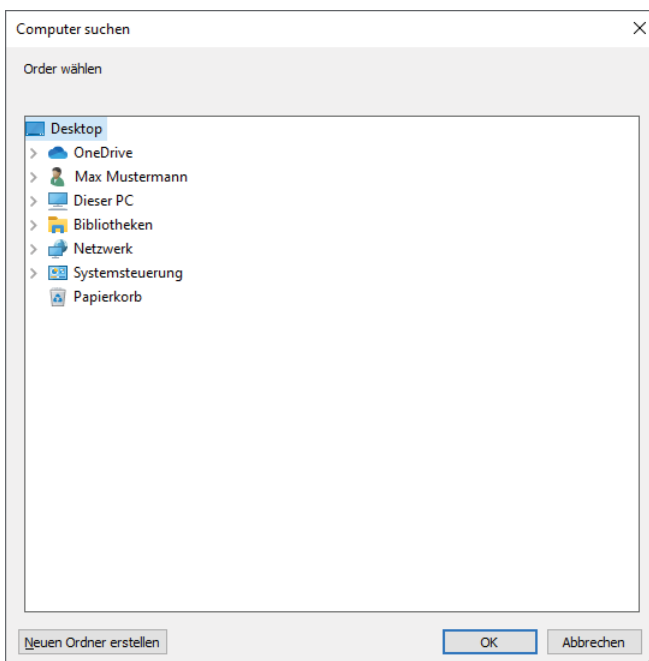 Computer suchen
Order wählen
Desktop
OneDrive
Max Mustermann
Dieser PC
Bibliotheken
Netzwerk
Systemsteuerung
Papierkorb
Neuen Ordner erstellen OK Abbrechen